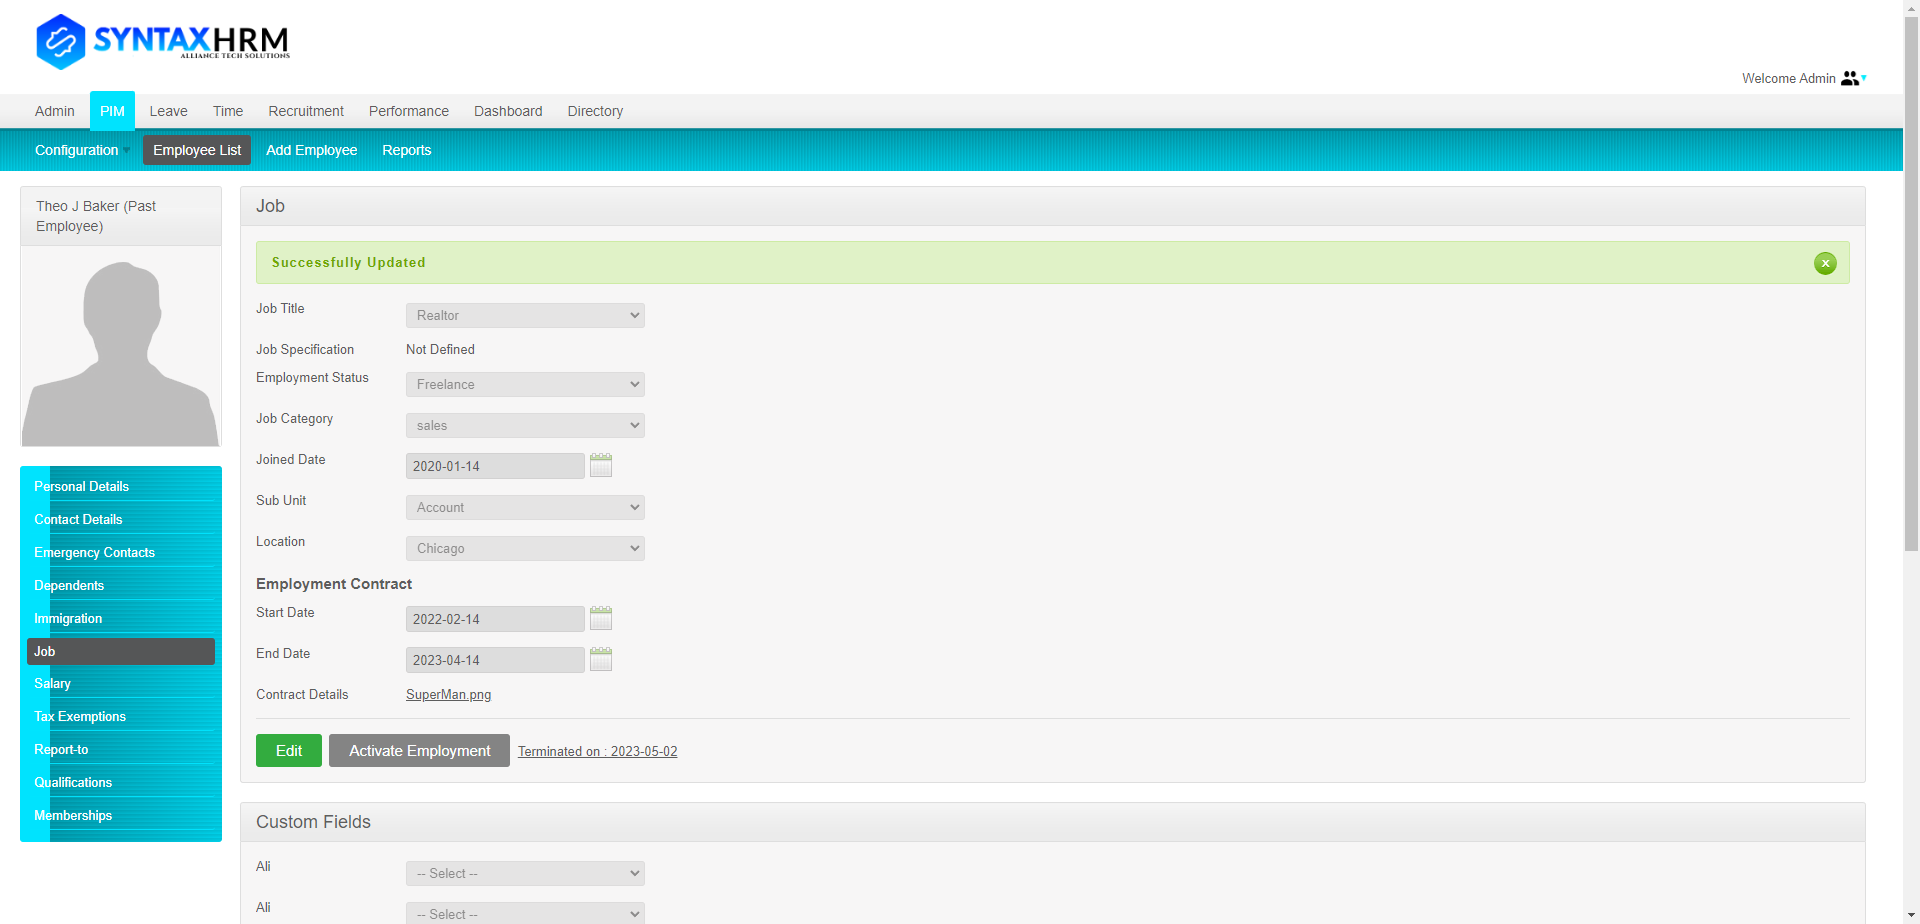 SYNTAXHRM
ALLIANCE TECH SOLUTIONS
Welcome Admin
Admin PIM Leave Time Recruitment Performance Dashboard Directory
Configuration Employee List Add Employee Reports
Theo J Baker (Past
Employee)
Personal Details
Contact Details
Emergency Contacts
Dependents
Immigration
Job
Salary
Tax Exemptions
Report-to
Qualifications
Memberships
Job
Successfully Updated
x
Job Title Realtor
Job Specification Not Defined
Employment Status Freelance
Job Category sales
Joined Date 2020-01-14
Sub Unit Account
Location Chicago
Employment Contract
Start Date 2022-02-14
End Date 2023-04-14
Contract Details SuperMan.png
Edit Activate Employment Terminated on : 2023-05-02
Custom Fields
Ali -- Select --
Ali -- Select --